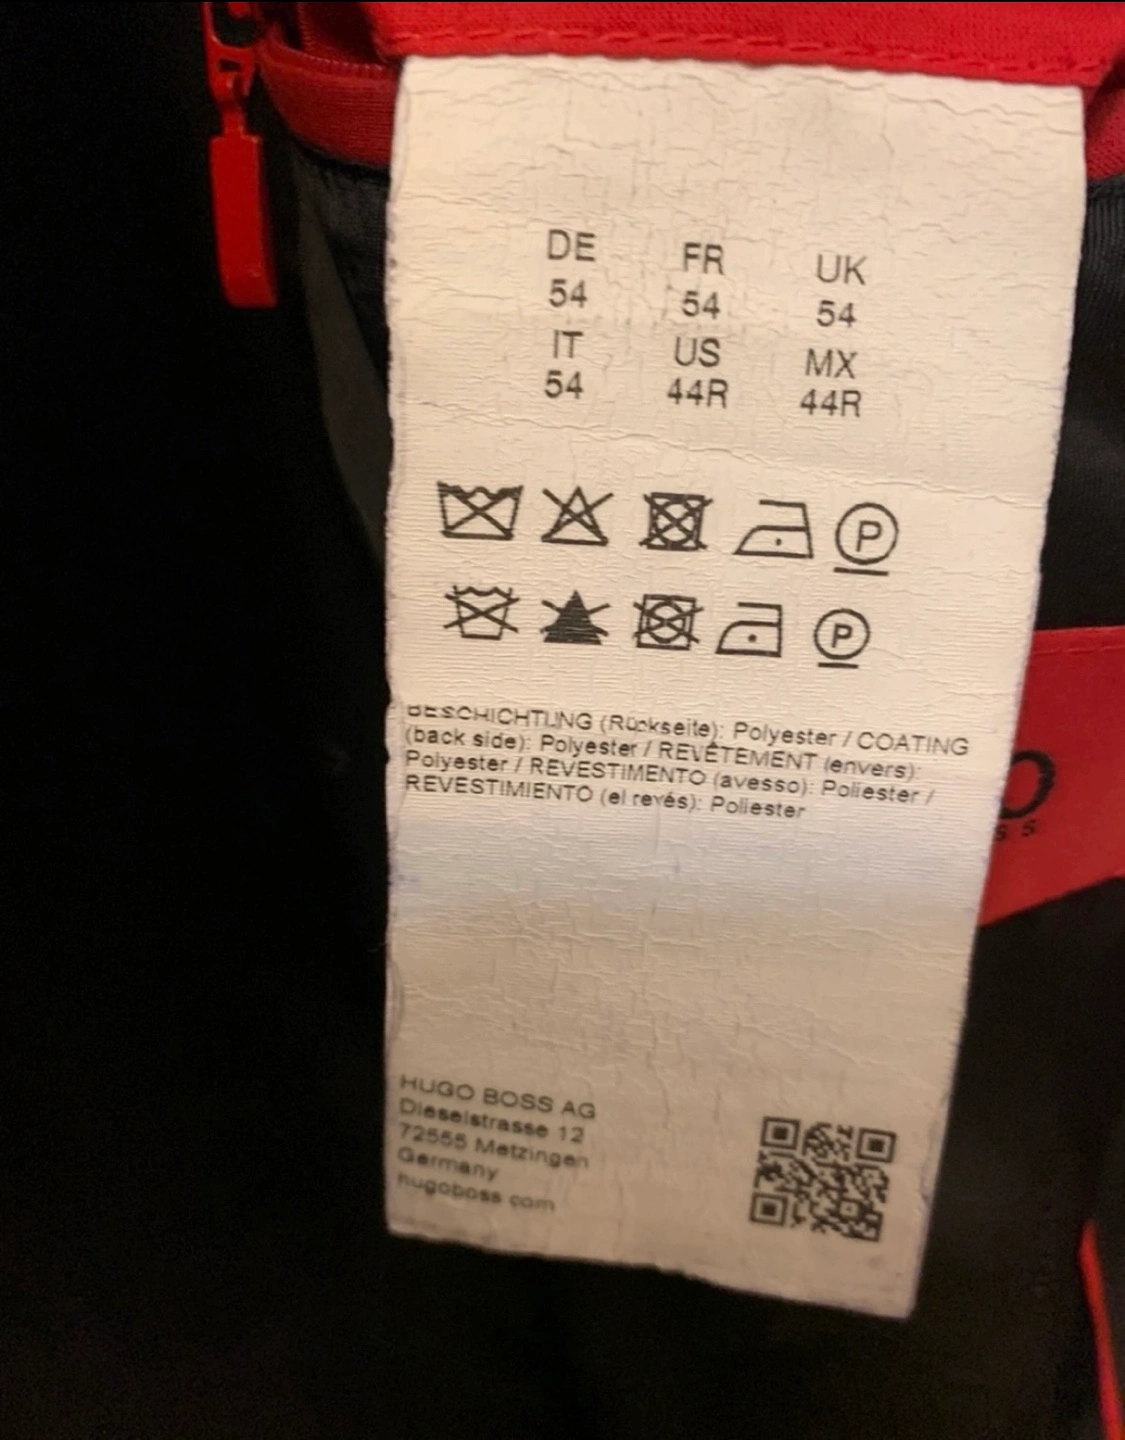 DE FR UK
54 54 54
IT US MX
54 44R 44R
P
P
BESCHICHTUNG (Rückseite): Polyester / COATING
(back side): Polyester / REVÊTEMENT (envers):
Polyester / REVESTIMENTO (avesso): Poliester /
REVESTIMIENTO (el revés): Poliester
HUGO BOSS AG
Dieselstrasse 12
72555 Metzingen
Germany
hugoboss.com
O
S S